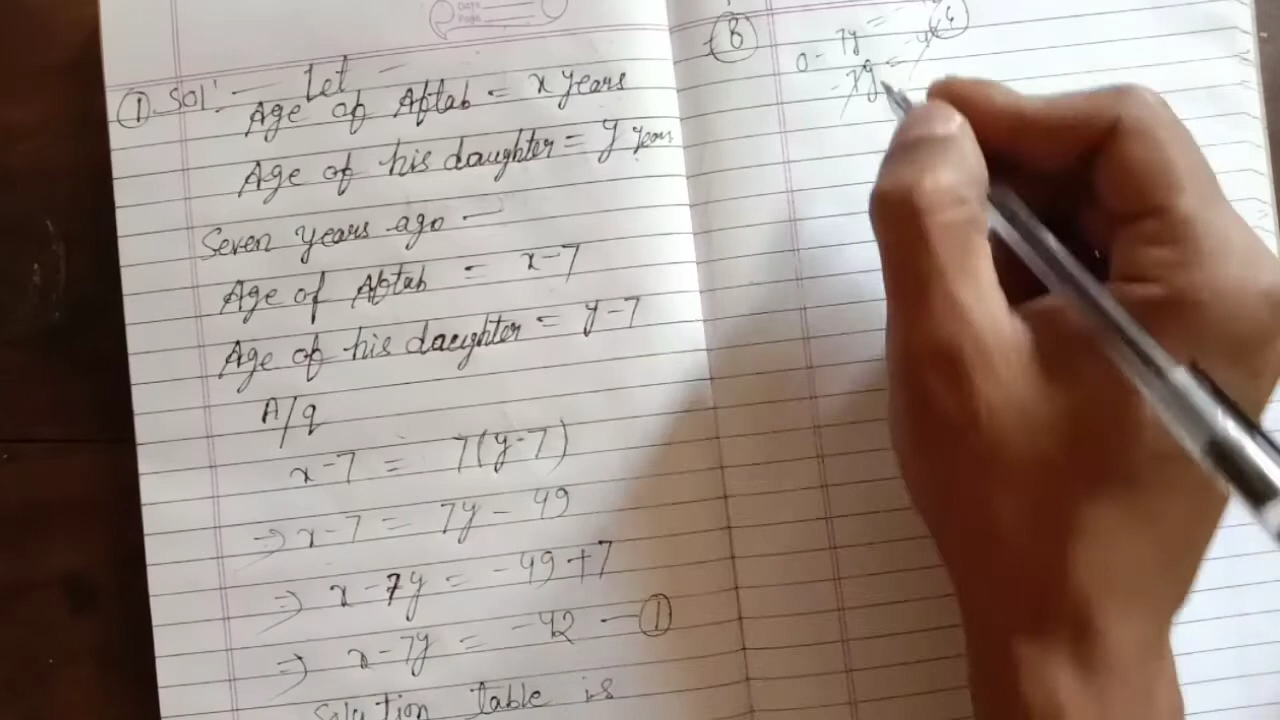 Date
Page
① Sol': — Let —
Age of Aftab = x years
Age of his daughter = y years
Seven years ago —
Age of Aftab = x-7
Age of his daughter = y-7
A/q
x-7 = 7(y-7)
⇒ x-7 = 7y - 49
⇒ x-7y = -49+7
⇒ x-7y = -42 — ①
Solution table is
0 - 7y =